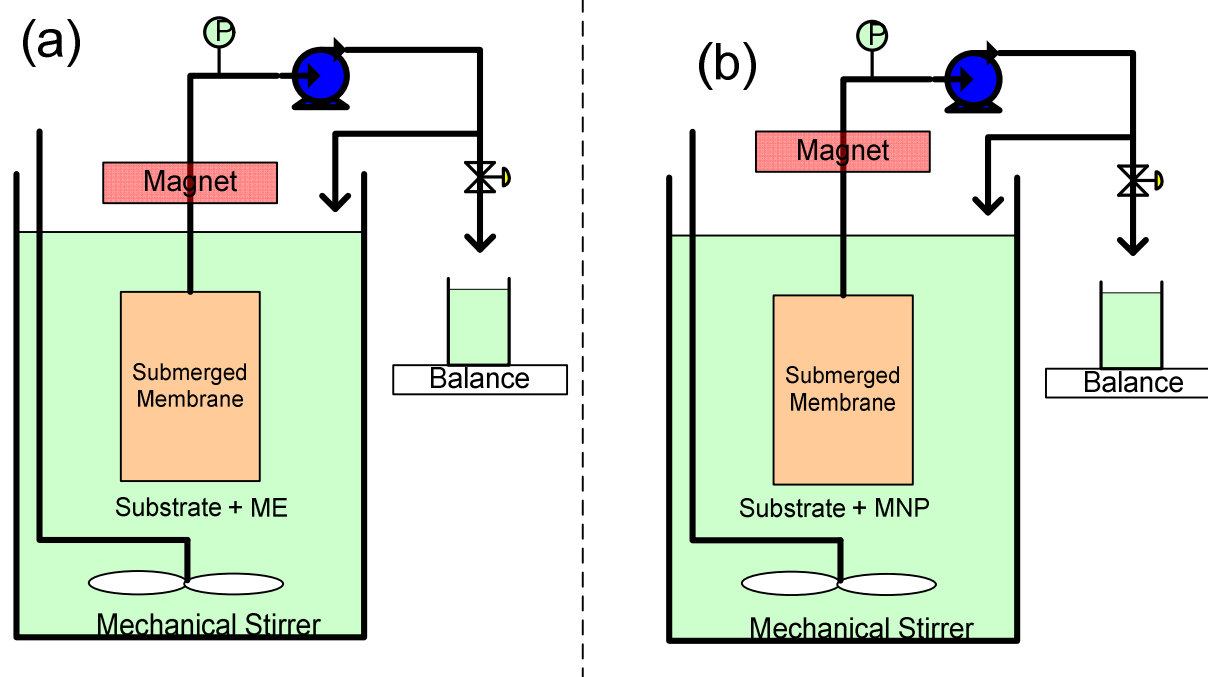 (a)
P
Magnet
Submerged
Membrane
Balance
Substrate + ME
Mechanical Stirrer
(b)
P
Magnet
Submerged
Membrane
Balance
Substrate + MNP
Mechanical Stirrer